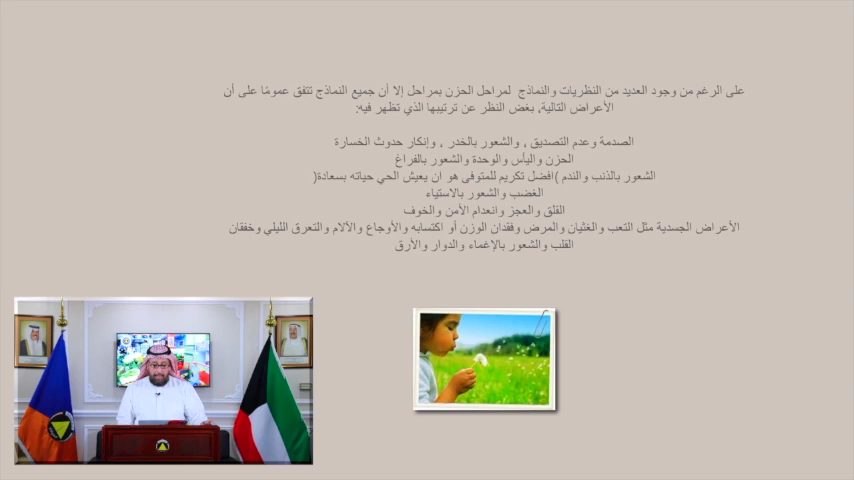 على الرغم من وجود العديد من النظريات والنماذج لمراحل الحزن بمراحل إلا أن جميع النماذج تتفق عمومًا على أن
الأعراض التالية، بغض النظر عن ترتيبها الذي تظهر فيه:
الصدمة وعدم التصديق , والشعور بالخدر , وإنكار حدوث الخسارة
الحزن واليأس والوحدة والشعور بالفراغ
الشعور بالذنب والندم )افضل تكريم للمتوفى هو ان يعيش الحي حياته بسعادة(
الغضب والشعور بالاستياء
القلق والعجز وانعدام الأمن والخوف
الأعراض الجسدية مثل التعب والغثيان والمرض وفقدان الوزن أو اكتسابه والأوجاع والآلام والتعرق الليلي وخفقان
القلب والشعور بالإغماء والدوار والأرق